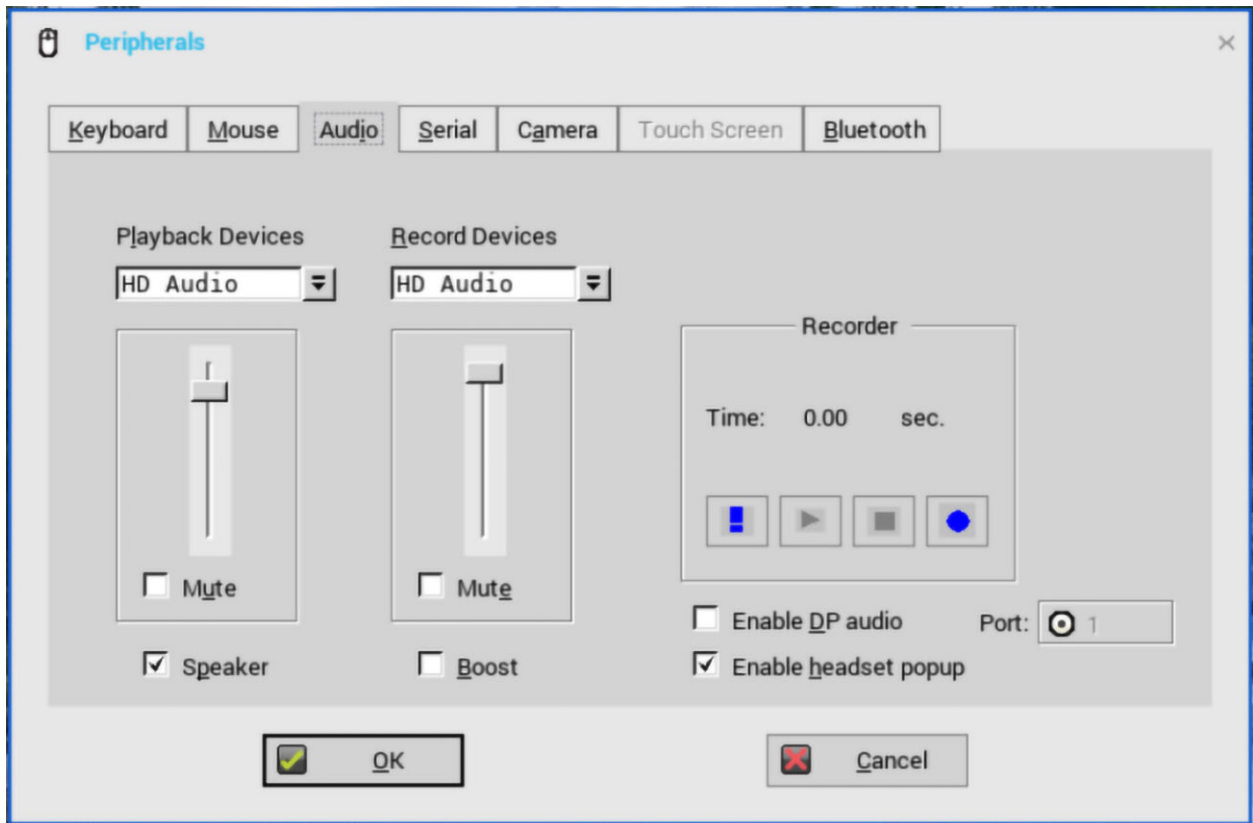 Peripherals
Keyboard Mouse Audio Serial Camera Touch Screen Bluetooth
Playback Devices Record Devices
HD Audio HD Audio
Recorder
Time: 0.00 sec.
Mute Mute
Enable DP audio Port: 1
Speaker Boost Enable headset popup
OK Cancel